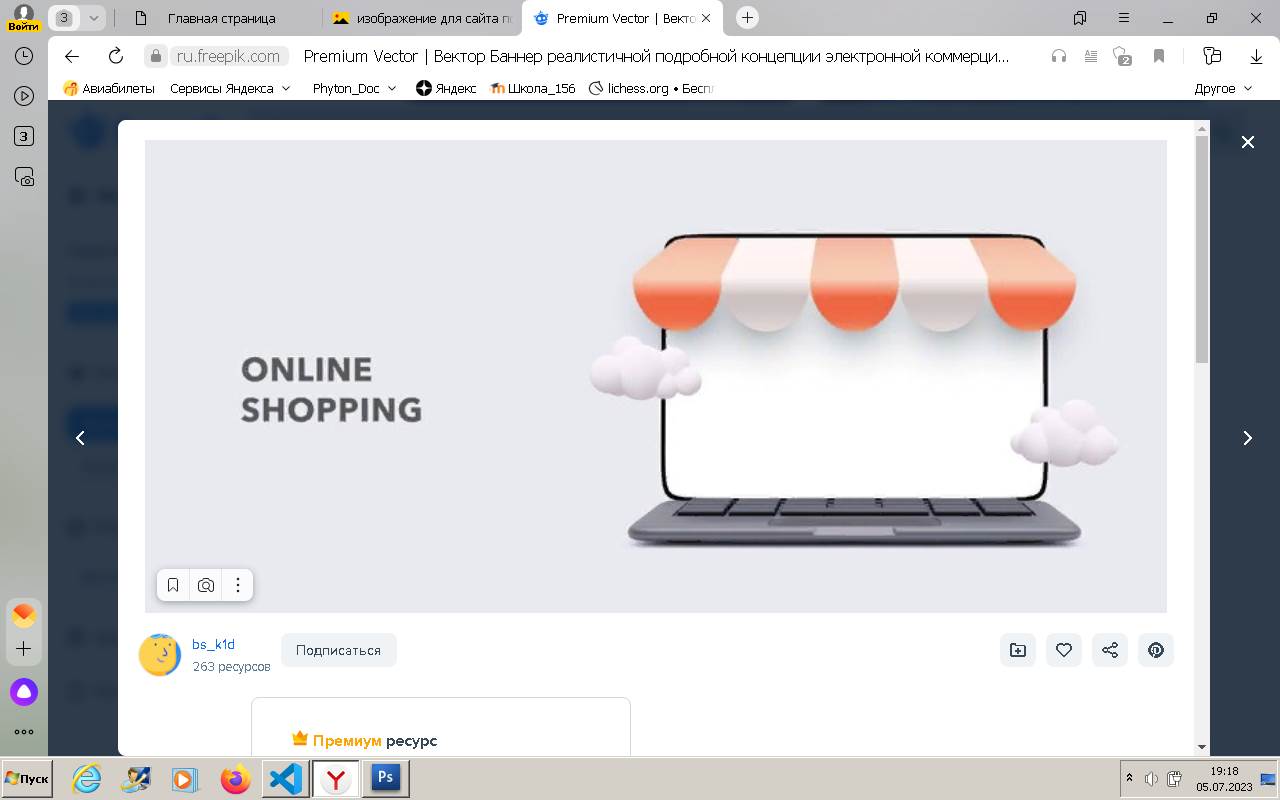 Войти
3
Главная страница
изображение для сайта по
Premium Vector | Векто
ru.freepik.com
Premium Vector | Вектор Баннер реалистичной подробной концепции электронной коммерци...
2
Авиабилеты
Сервисы Яндекса
Phyton_Doc
Яндекс
Школа_156
lichess.org • Беспл
Другое
3
ONLINE
SHOPPING
bs_k1d
263 ресурсов
Подписаться
Премиум ресурс
Пуск
Ps
19:18
05.07.2023